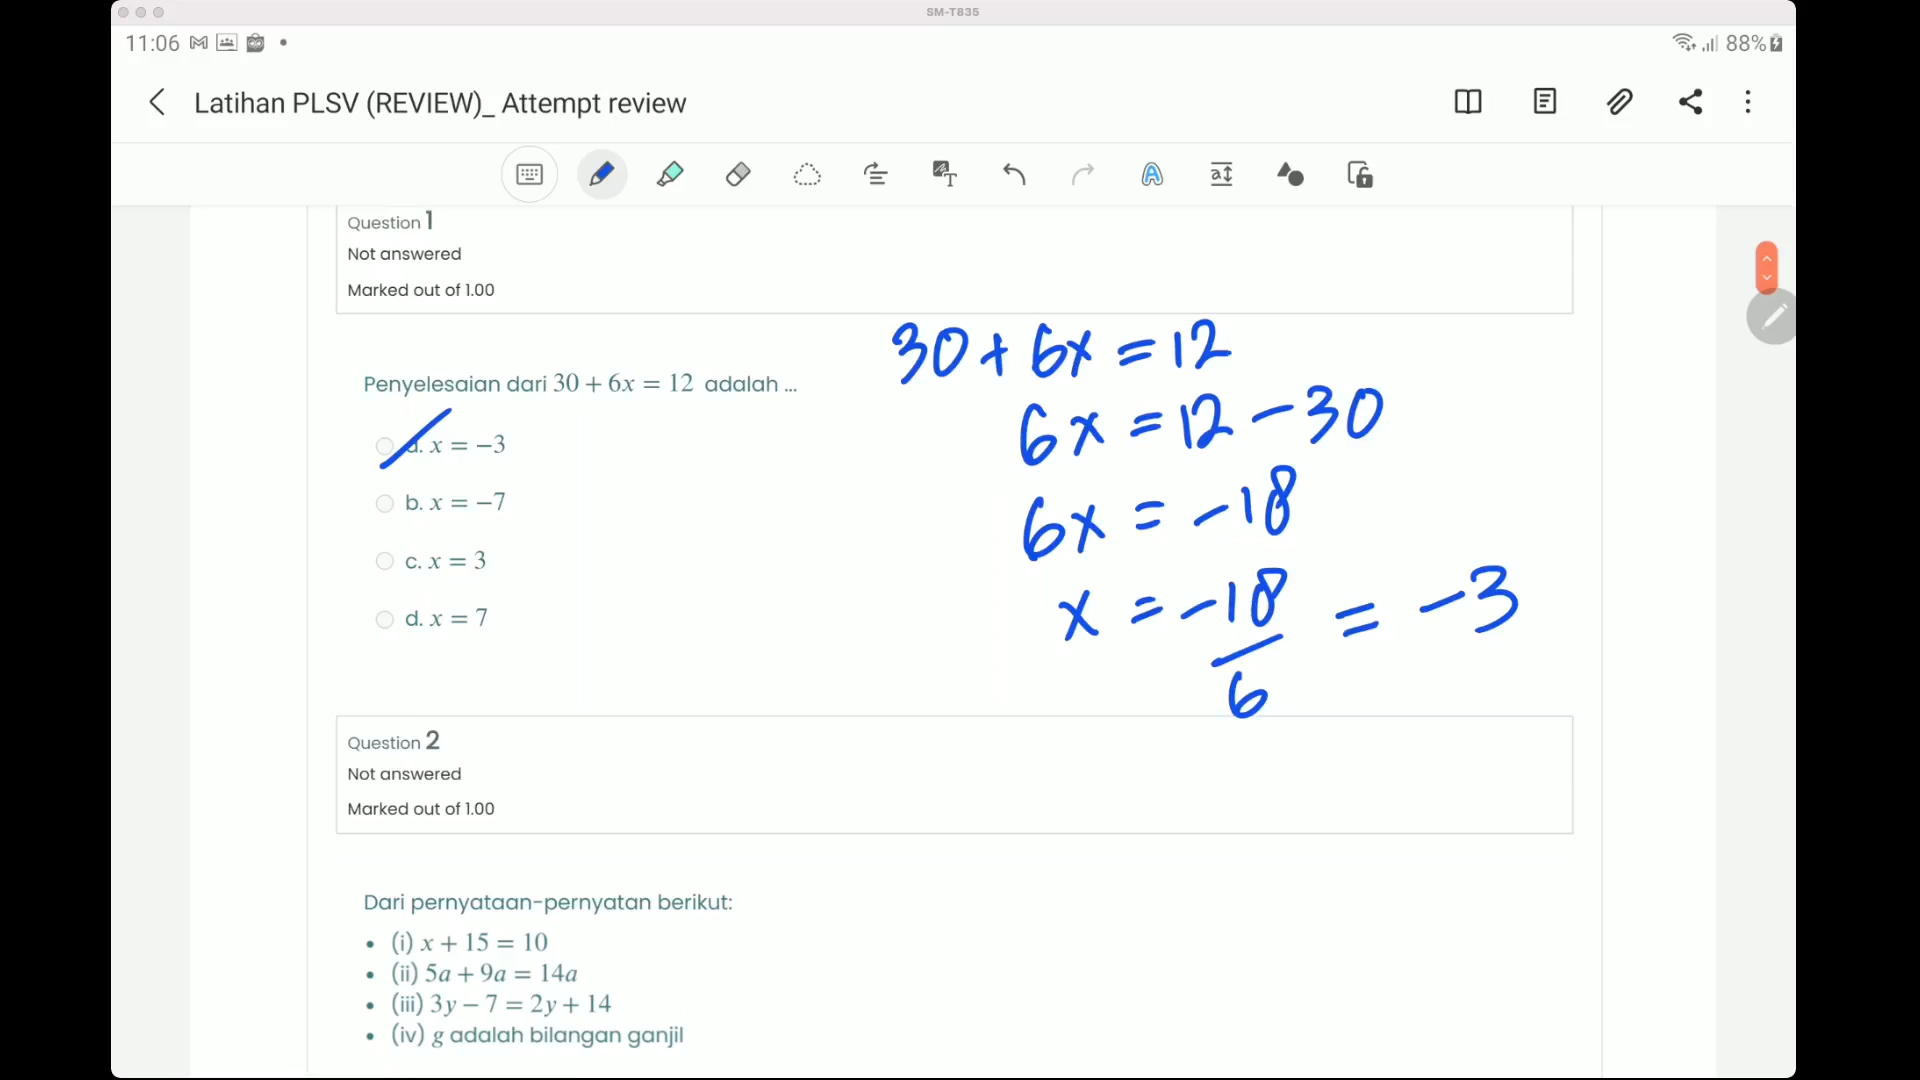 SM-T835
11:06
88%
Latihan PLSV (REVIEW)_ Attempt review
Question 1
Not answered
Marked out of 1.00
Penyelesaian dari 30 + 6x = 12 adalah ...
a. x = −3
b. x = −7
c. x = 3
d. x = 7
30 + 6x = 12
6x = 12 − 30
6x = −18
x = −18/6 = −3
Question 2
Not answered
Marked out of 1.00
Dari pernyataan-pernyatan berikut:
• (i) x + 15 = 10
• (ii) 5a + 9a = 14a
• (iii) 3y − 7 = 2y + 14
• (iv) g adalah bilangan ganjil